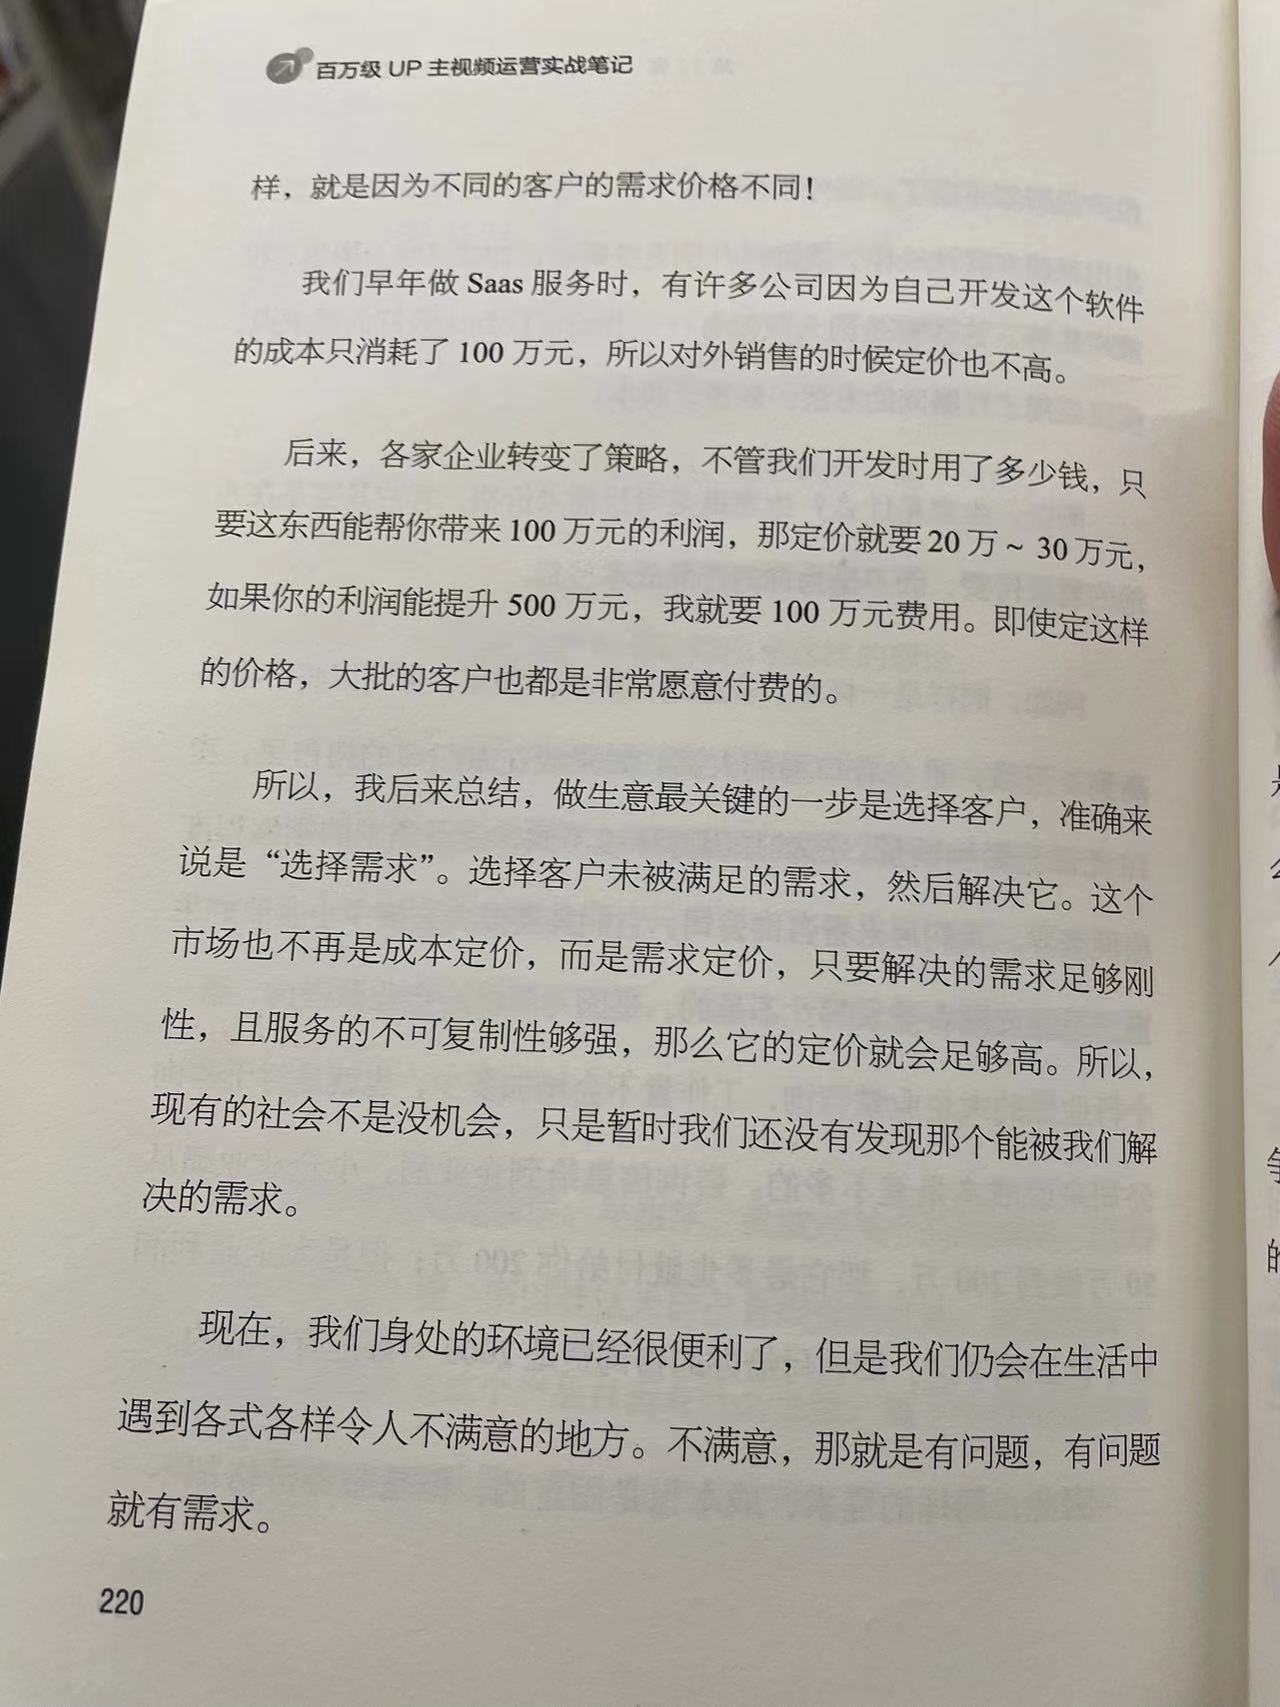 百万级 UP 主视频运营实战笔记
样，就是因为不同的客户的需求价格不同！
我们早年做 Saas 服务时，有许多公司因为自己开发这个软件
的成本只消耗了 100 万元，所以对外销售的时候定价也不高。
后来，各家企业转变了策略，不管我们开发时用了多少钱，只
要这东西能帮你带来 100 万元的利润，那定价就要 20 万 ~ 30 万元，
如果你的利润能提升 500 万元，我就要 100 万元费用。即使定这样
的价格，大批的客户也都是非常愿意付费的。
所以，我后来总结，做生意最关键的一步是选择客户，准确来
说是“选择需求”。选择客户未被满足的需求，然后解决它。这个
市场也不再是成本定价，而是需求定价，只要解决的需求足够刚
性，且服务的不可复制性够强，那么它的定价就会足够高。所以，
现有的社会不是没机会，只是暂时我们还没有发现那个能被我们解
决的需求。
现在，我们身处的环境已经很便利了，但是我们仍会在生活中
遇到各式各样令人不满意的地方。不满意，那就是有问题，有问题
就有需求。
220